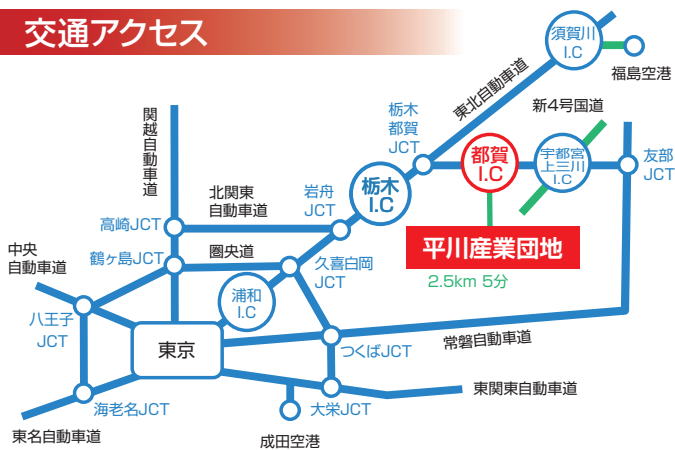 交通アクセス
須賀川
I.C
福島空港
東北自動車道
新4号国道
関越自動車道
栃木
都賀
JCT
都賀
I.C
宇都宮
上三川
I.C
友部
JCT
栃木
I.C
岩舟
JCT
北関東
自動車道
高崎JCT
平川産業団地
2.5km 5分
中央
自動車道
鶴ヶ島JCT
圏央道
久喜白岡
JCT
浦和
I.C
八王子
JCT
東京
つくばJCT
常磐自動車道
海老名JCT
大栄JCT
東関東自動車道
東名自動車道
成田空港